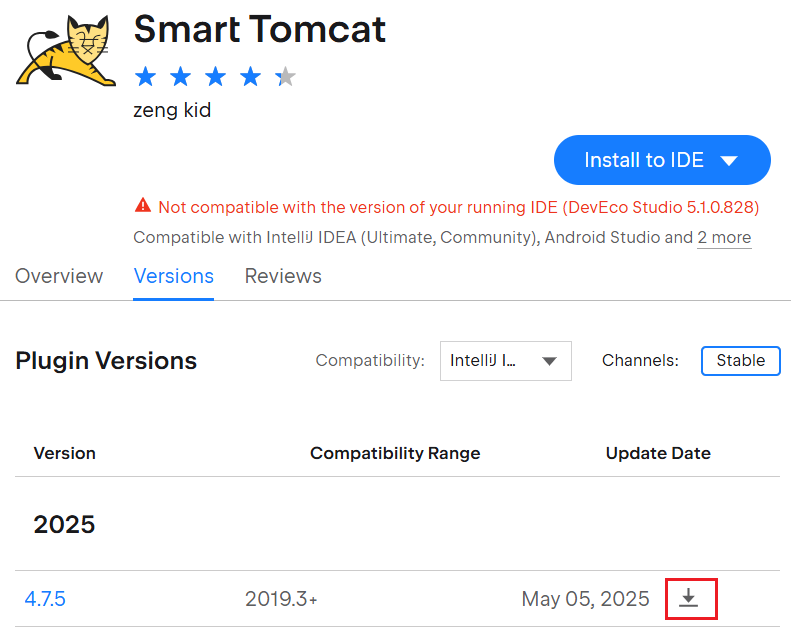 Smart Tomcat
zeng kid
Install to IDE
Not compatible with the version of your running IDE (DevEco Studio 5.1.0.828)
Compatible with IntelliJ IDEA (Ultimate, Community), Android Studio and 2 more
Overview Versions Reviews
Plugin Versions Compatibility: IntelliJ I... Channels: Stable
Version Compatibility Range Update Date
2025
4.7.5 2019.3+ May 05, 2025